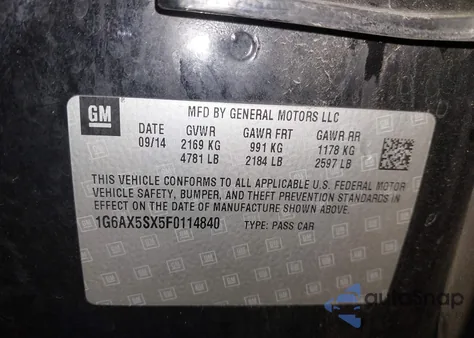 GM
MFD BY GENERAL MOTORS LLC
DATE GVWR GAWR FRT GAWR RR
09/14 2169 KG 991 KG 1178 KG
4781 LB 2184 LB 2597 LB
THIS VEHICLE CONFORMS TO ALL APPLICABLE U.S. FEDERAL MOTOR
VEHICLE SAFETY, BUMPER, AND THEFT PREVENTION STANDARDS IN
EFFECT ON THE DATE OF MANUFACTURE SHOWN ABOVE.
1G6AX5SX5F0114840 TYPE: PASS CAR
autoSnap